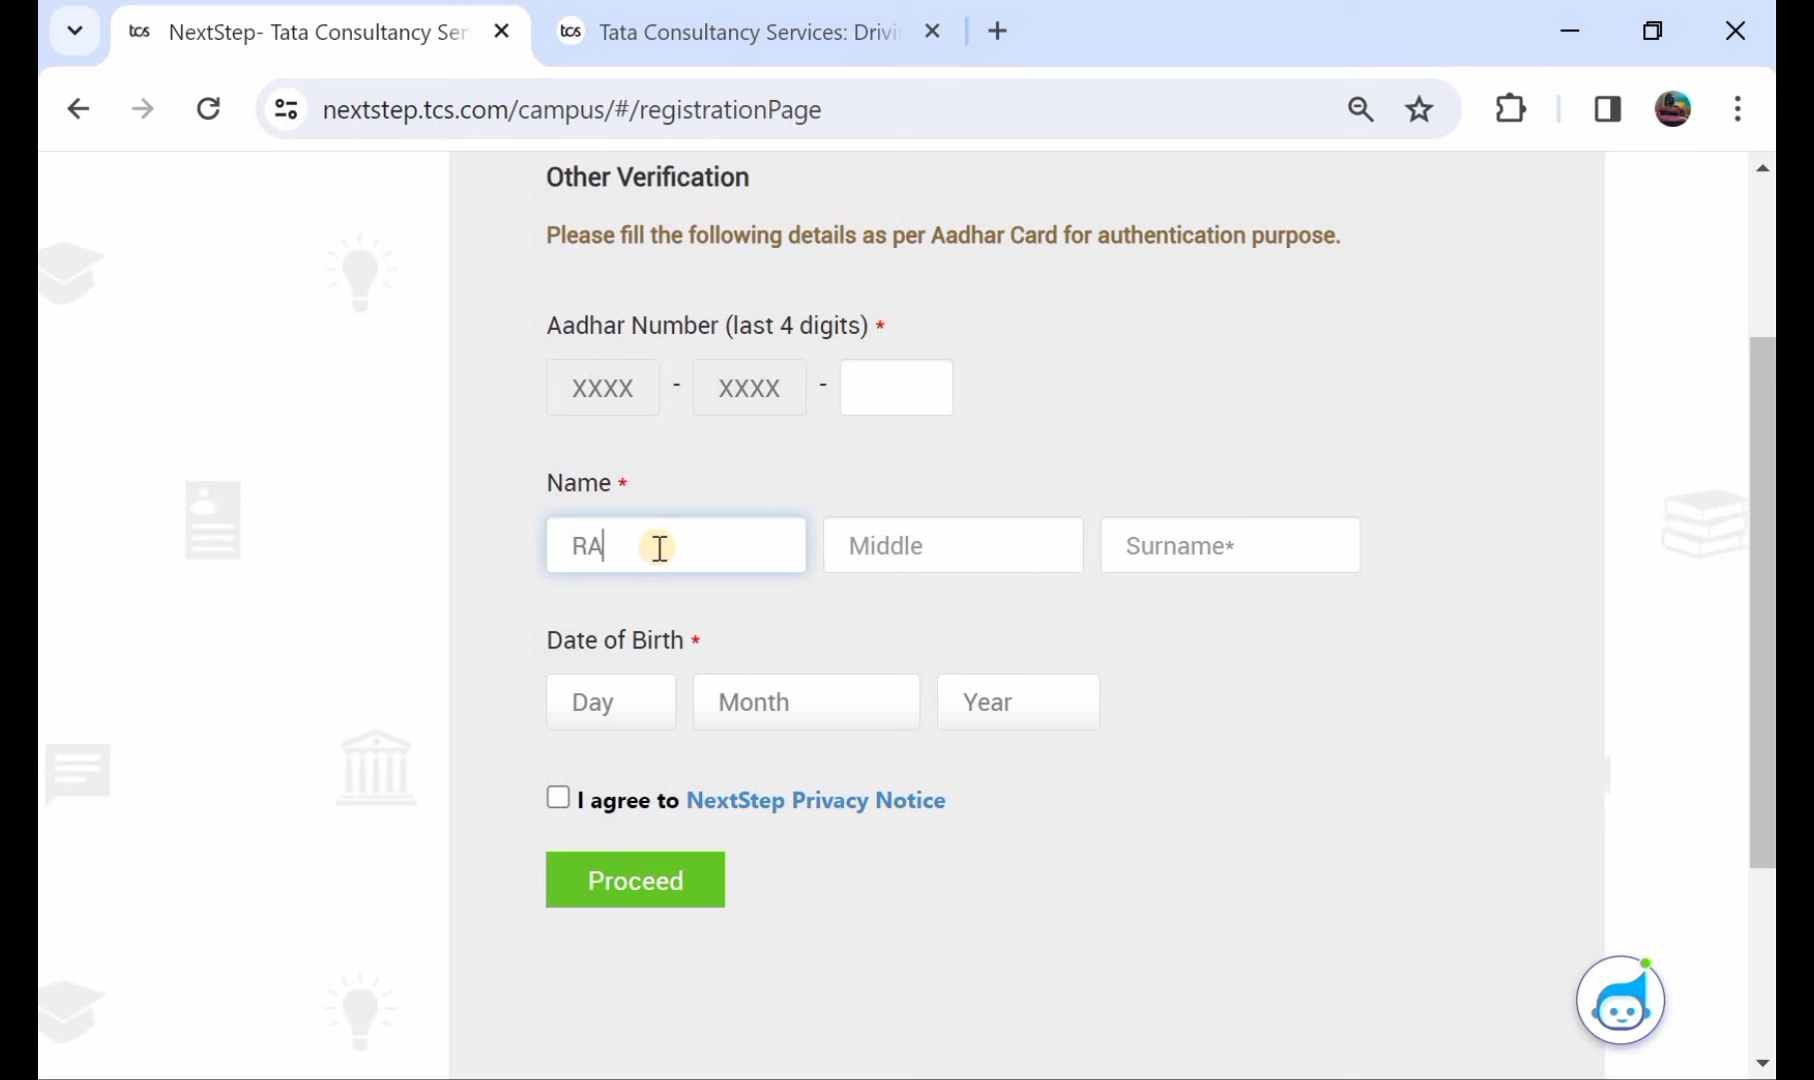 tcs NextStep- Tata Consultancy Ser
tcs Tata Consultancy Services: Drivi
nextstep.tcs.com/campus/#/registrationPage
Other Verification
Please fill the following details as per Aadhar Card for authentication purpose.
Aadhar Number (last 4 digits) *
XXXX - XXXX -
Name *
RA Middle Surname*
Date of Birth *
Day Month Year
I agree to NextStep Privacy Notice
Proceed